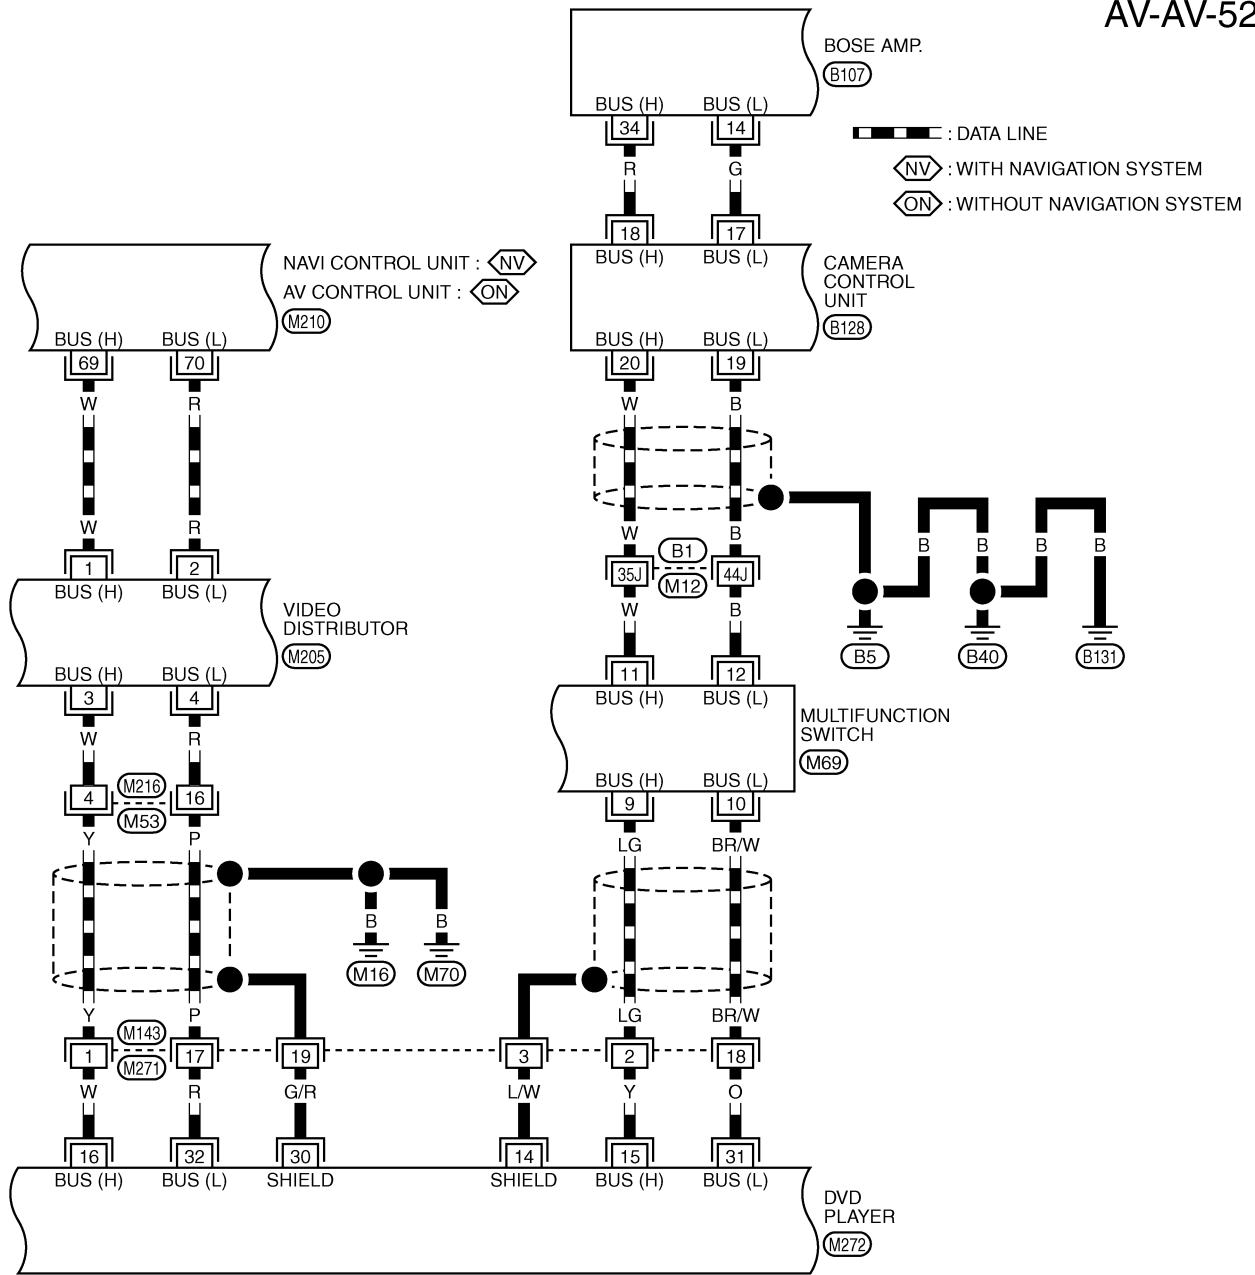 AV-AV-52
BOSE AMP.
B107
BUS (H) BUS (L)
34 14
: DATA LINE
R G
NV : WITH NAVIGATION SYSTEM
ON : WITHOUT NAVIGATION SYSTEM
18 17
BUS (H) BUS (L)
CAMERA
CONTROL
UNIT
B128
NAVI CONTROL UNIT : NV
AV CONTROL UNIT : ON
M210
BUS (H) BUS (L) BUS (H) BUS (L)
69 70 20 19
W R W B
W R W B
B B B B
B1
35J 44J
M12
1 2
BUS (H) BUS (L)
W B
VIDEO
DISTRIBUTOR
M205
B5 B40 B131
BUS (H) BUS (L)
3 4
11 12
BUS (H) BUS (L)
MULTIFUNCTION
SWITCH
M69
W R
BUS (H) BUS (L)
9 10
M216
4 16
M53
Y P LG BR/W
B B
M16 M70
Y P LG BR/W
M143
1 17 19 3 2 18
M271
W R G/R L/W Y O
16 32 30 14 15 31
BUS (H) BUS (L) SHIELD SHIELD BUS (H) BUS (L)
DVD
PLAYER
M272